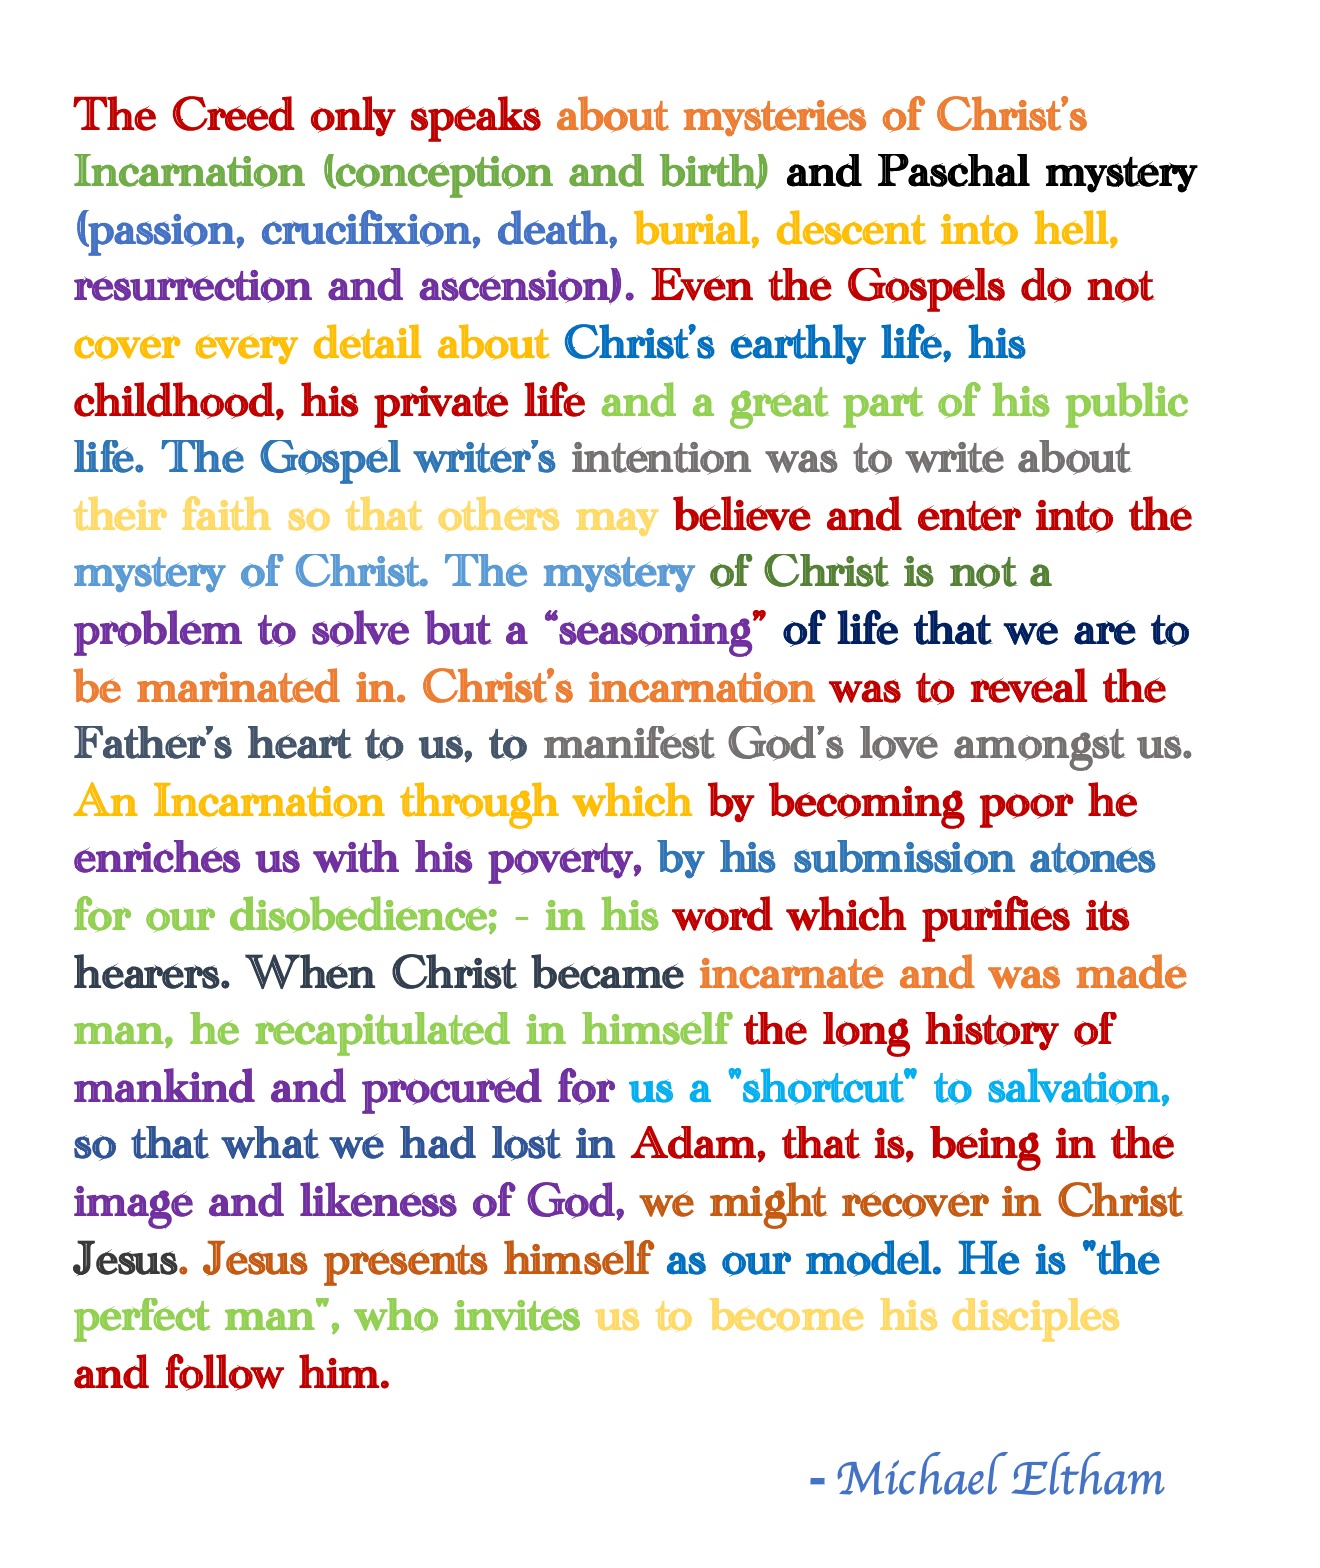 The Creed only speaks about mysteries of Christ's
Incarnation (conception and birth) and Paschal mystery
(passion, crucifixion, death, burial, descent into hell,
resurrection and ascension). Even the Gospels do not
cover every detail about Christ's earthly life, his
childhood, his private life and a great part of his public
life. The Gospel writer's intention was to write about
their faith so that others may believe and enter into the
mystery of Christ. The mystery of Christ is not a
problem to solve but a “seasoning” of life that we are to
be marinated in. Christ's incarnation was to reveal the
Father's heart to us, to manifest God's love amongst us.
An Incarnation through which by becoming poor he
enriches us with his poverty, by his submission atones
for our disobedience; - in his word which purifies its
hearers. When Christ became incarnate and was made
man, he recapitulated in himself the long history of
mankind and procured for us a "shortcut" to salvation,
so that what we had lost in Adam, that is, being in the
image and likeness of God, we might recover in Christ
Jesus. Jesus presents himself as our model. He is "the
perfect man", who invites us to become his disciples
and follow him.
- Michael Eltham